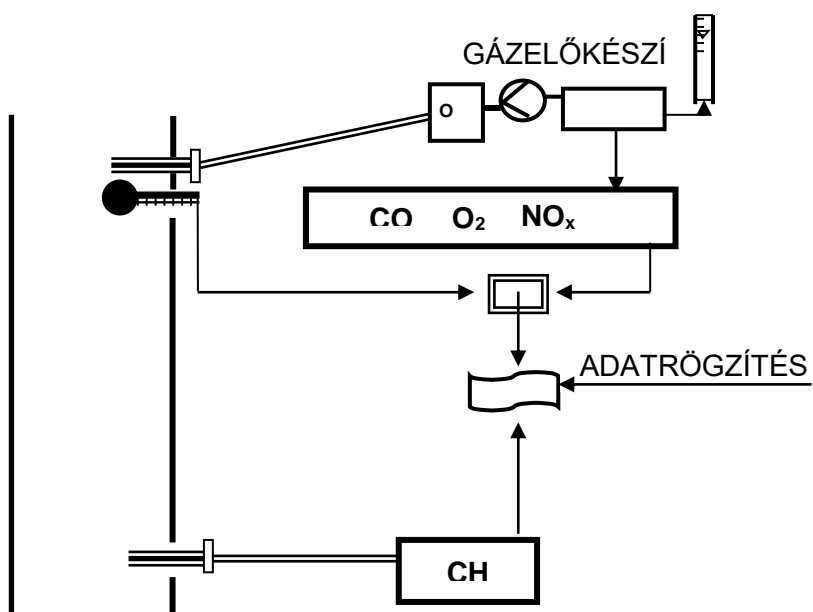 GÁZELŐKÉSZÍ
O
CO O₂ NOₓ
ADATRÖGZÍTÉS
CH